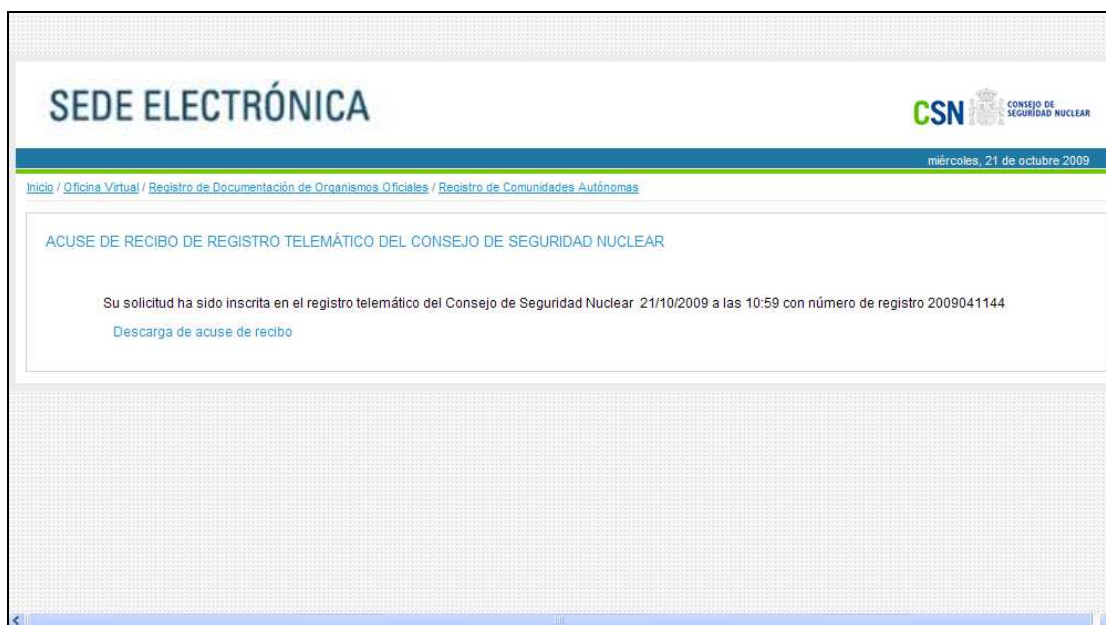 SEDE ELECTRÓNICA
CSN CONSEJO DE
SEGURIDAD NUCLEAR
miércoles, 21 de octubre 2009
Inicio / Oficina Virtual / Registro de Documentación de Organismos Oficiales / Registro de Comunidades Autónomas
ACUSE DE RECIBO DE REGISTRO TELEMÁTICO DEL CONSEJO DE SEGURIDAD NUCLEAR
Su solicitud ha sido inscrita en el registro telemático del Consejo de Seguridad Nuclear 21/10/2009 a las 10:59 con número de registro 2009041144
Descarga de acuse de recibo